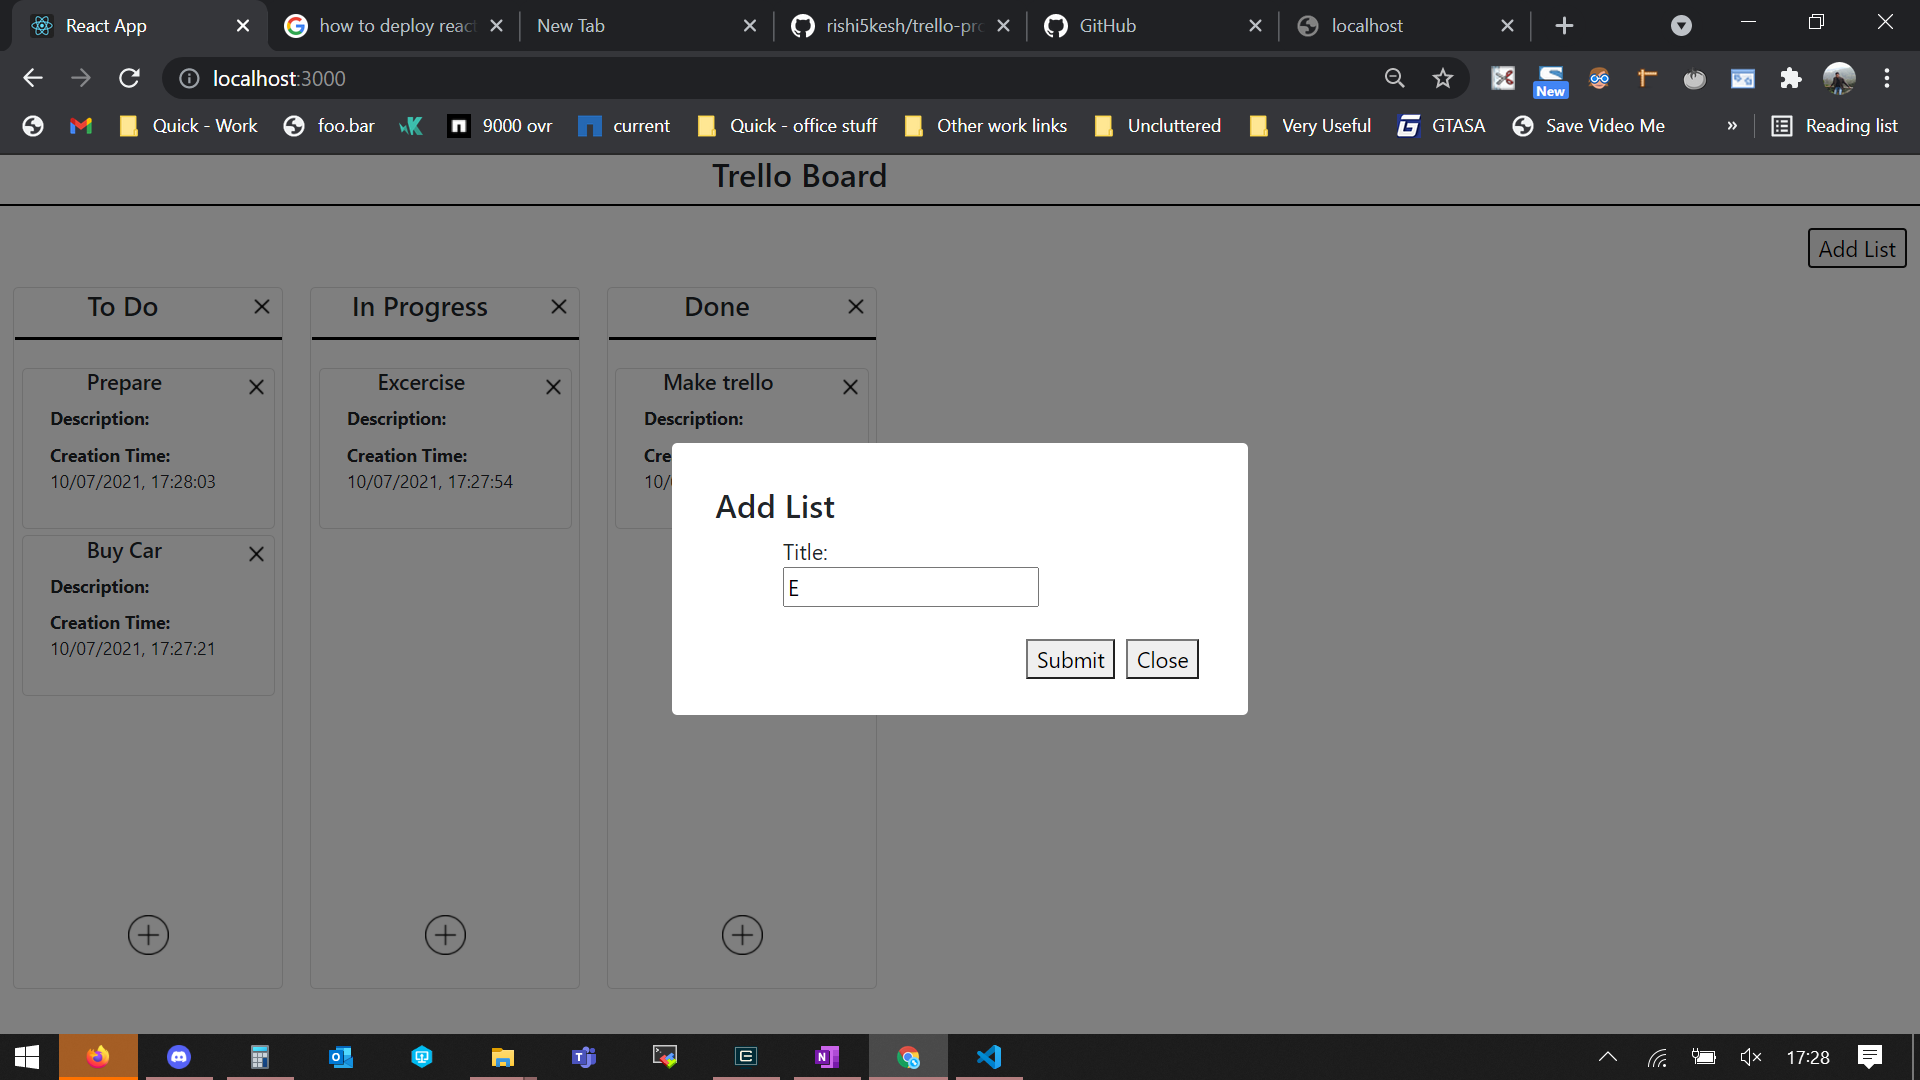 React App
how to deploy reac
New Tab
rishi5kesh/trello-pro
GitHub
localhost
localhost:3000
New
Quick - Work
foo.bar
9000 ovr
current
Quick - office stuff
Other work links
Uncluttered
Very Useful
GTASA
Save Video Me
»
Reading list
Trello Board
Add List
To Do
In Progress
Done
Prepare
Description:
Creation Time:
10/07/2021, 17:28:03
Buy Car
Description:
Creation Time:
10/07/2021, 17:27:21
Excercise
Description:
Creation Time:
10/07/2021, 17:27:54
Make trello
Description:
Cre
10/
Add List
Title:
E
Submit
Close
17:28